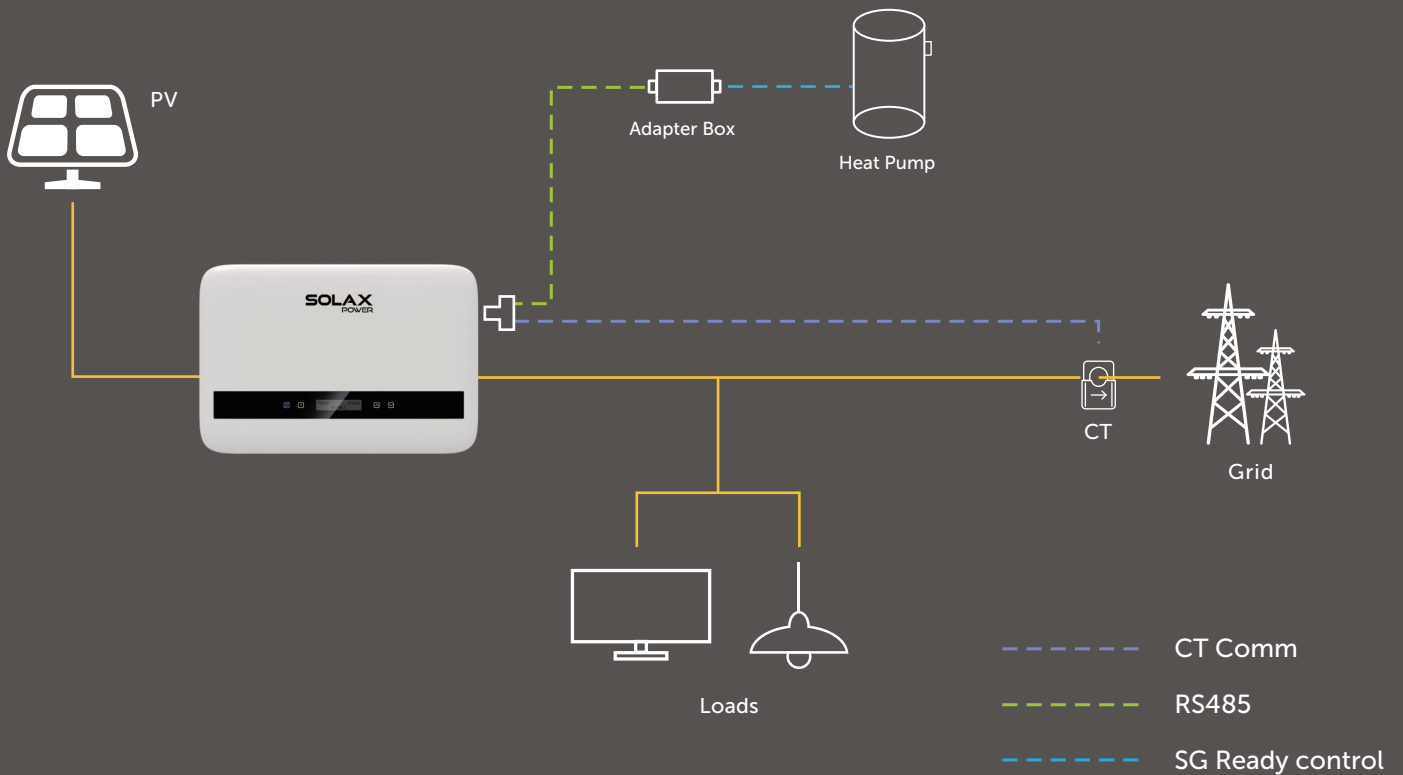 PV
Adapter Box
Heat Pump
SOLAX
POWER
CT
Grid
Loads
CT Comm
RS485
SG Ready control